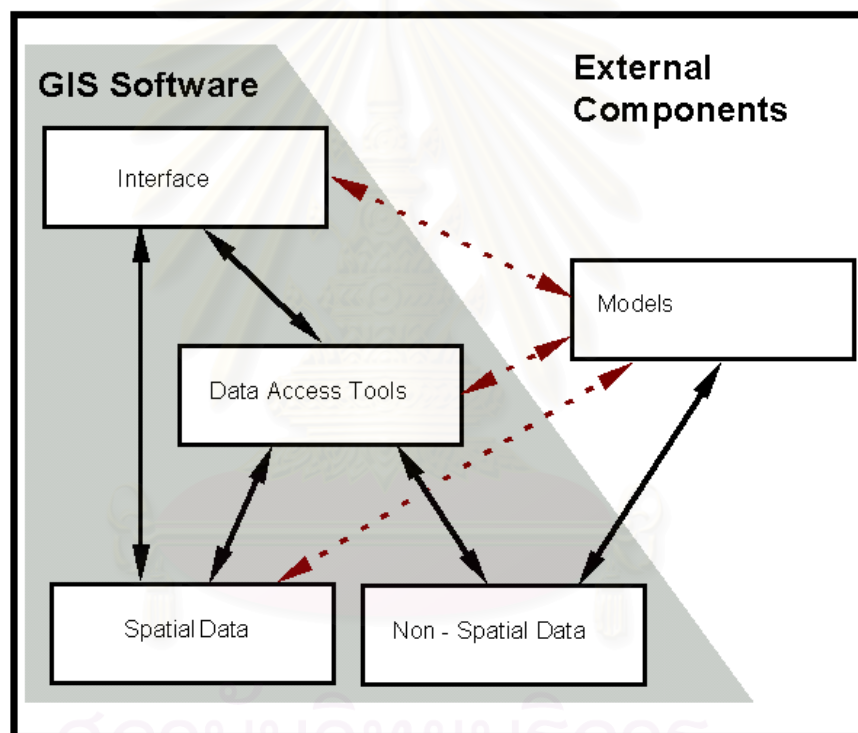 GIS Software
External
Components
Interface
Models
Data Access Tools
Spatial Data
Non - Spatial Data